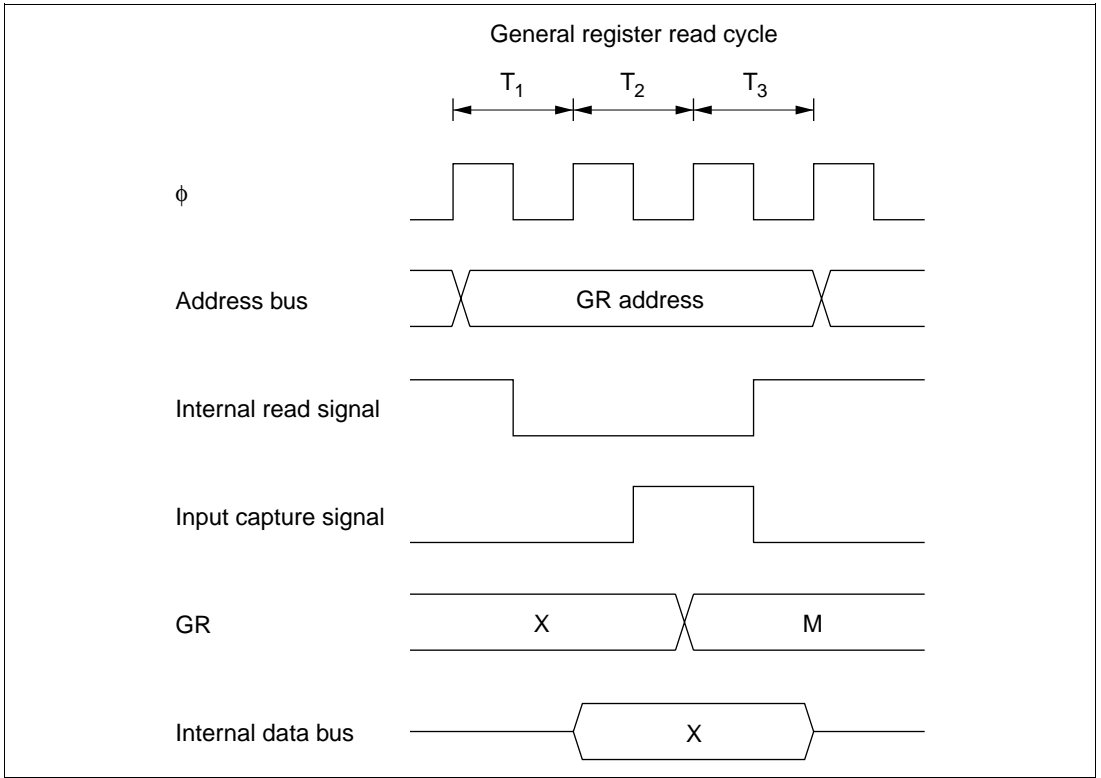 General register read cycle
T₁ T₂ T₃
ϕ
Address bus
GR address
Internal read signal
Input capture signal
GR
X
M
Internal data bus
X